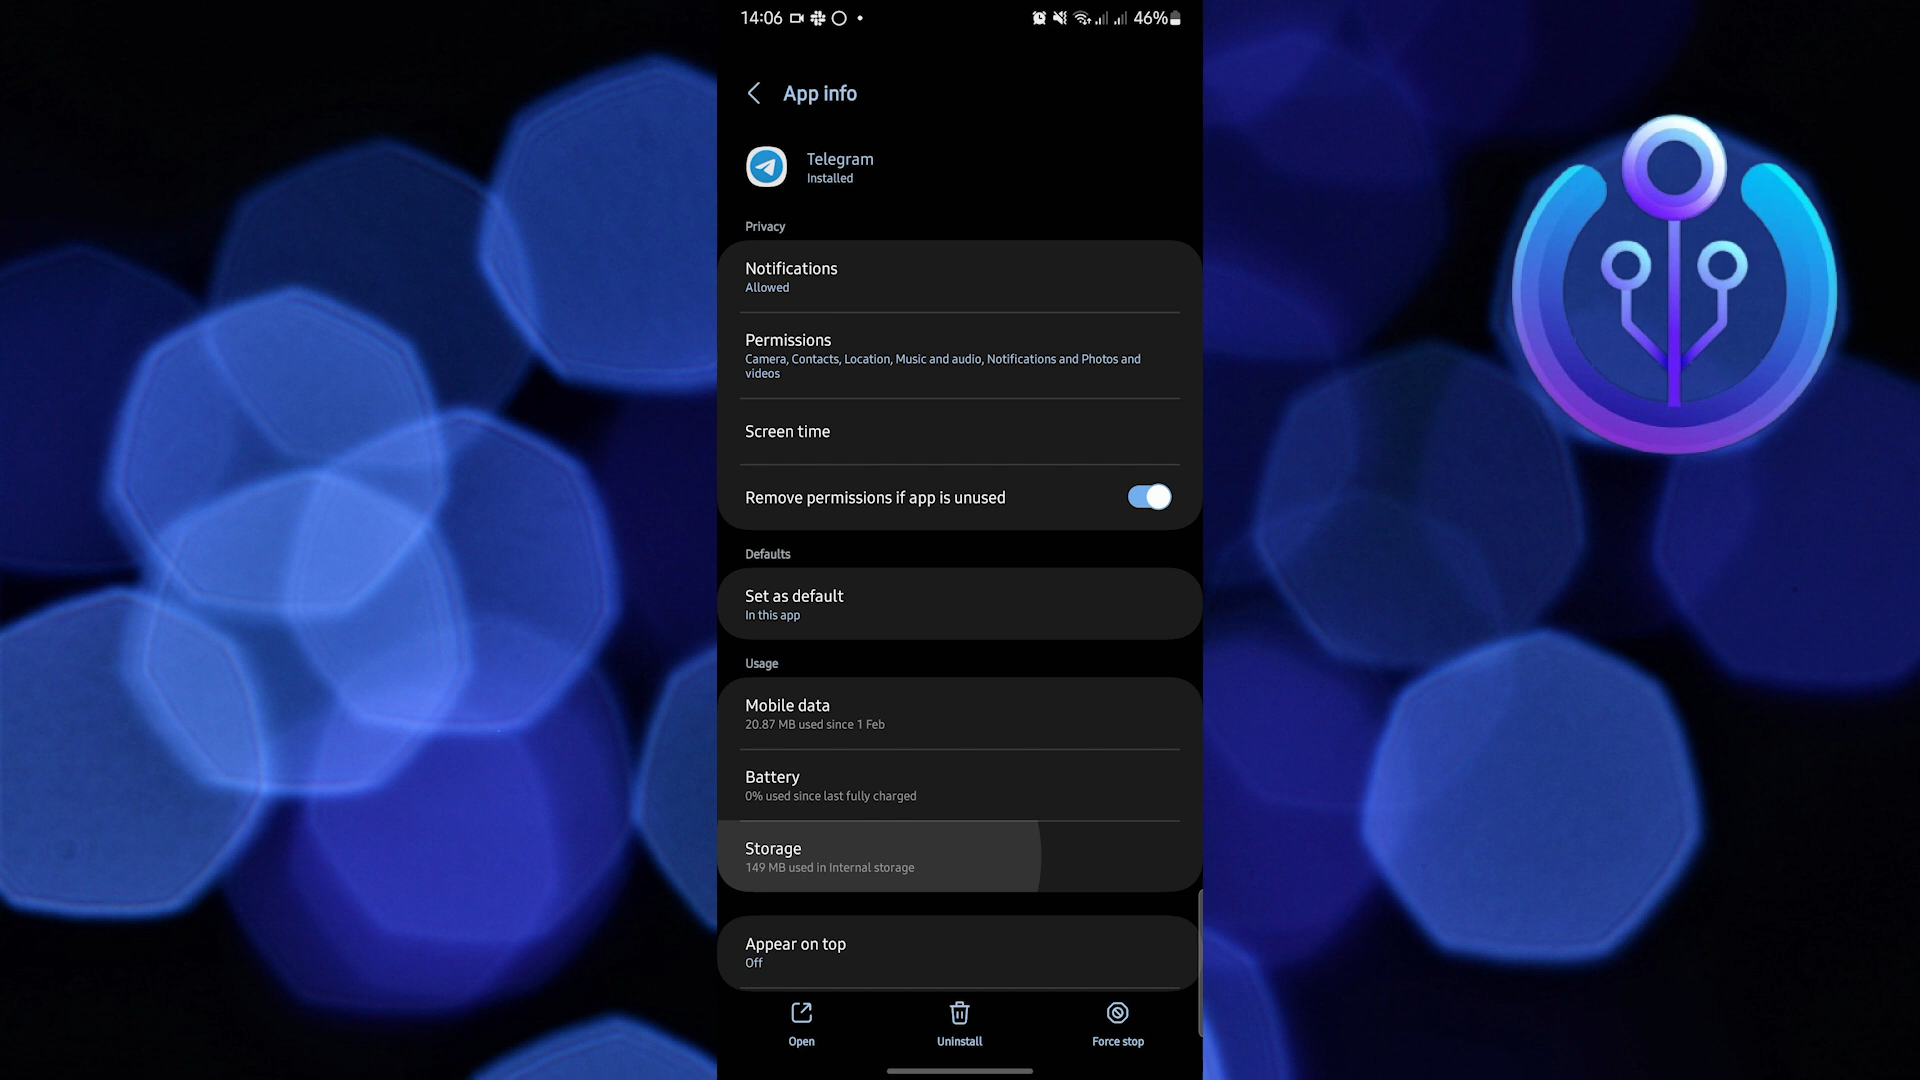 14:06
46%
App info
Telegram
Installed
Privacy
Notifications
Allowed
Permissions
Camera, Contacts, Location, Music and audio, Notifications and Photos and
videos
Screen time
Remove permissions if app is unused
Defaults
Set as default
In this app
Usage
Mobile data
20.87 MB used since 1 Feb
Battery
0% used since last fully charged
Storage
149 MB used in Internal storage
Appear on top
Off
Open
Uninstall
Force stop